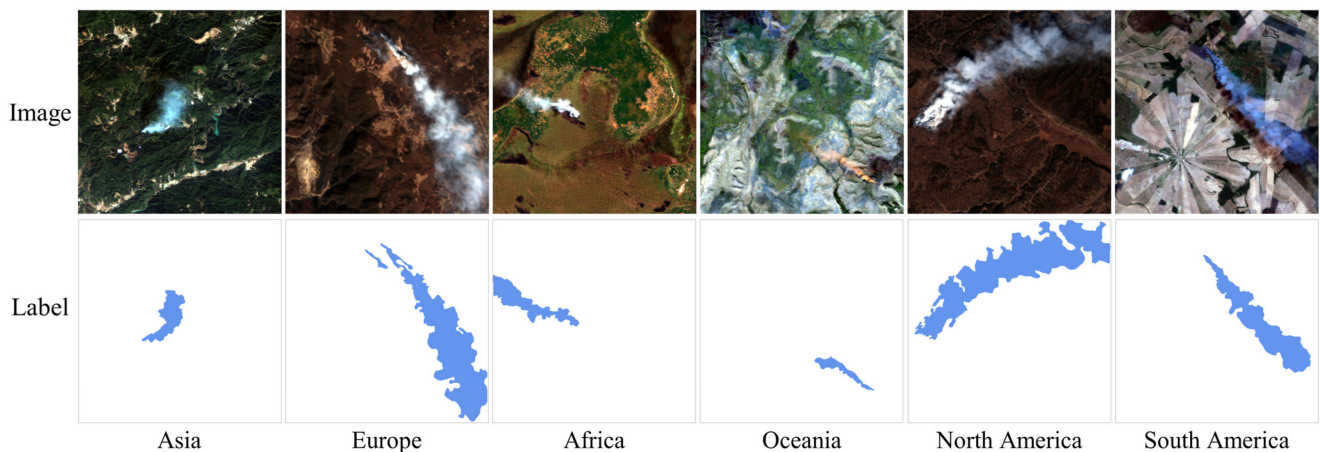 Image
Label
Asia
Europe
Africa
Oceania
North America
South America